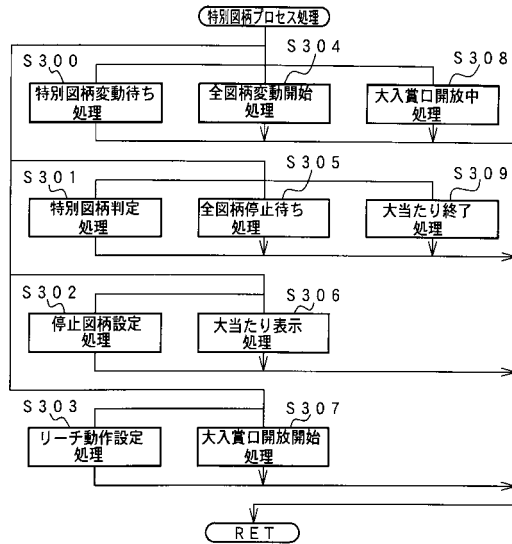 特別図柄プロセス処理
S300
特別図柄変動待ち
処理
S304
全図柄変動開始
処理
S308
大入賞口開放中
処理
S301
特別図柄判定
処理
S305
全図柄停止待ち
処理
S309
大当たり終了
処理
S302
停止図柄設定
処理
S306
大当たり表示
処理
S303
リーチ動作設定
処理
S307
大入賞口開放開始
処理
RET